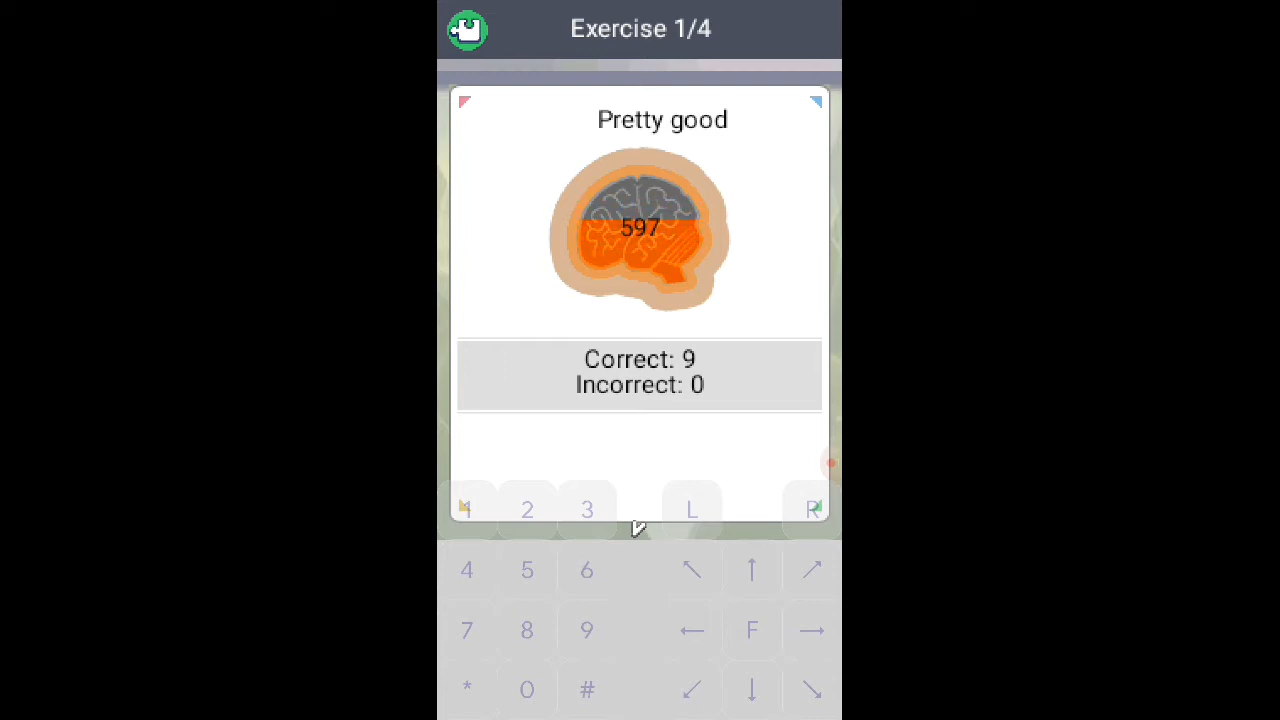 Exercise 1/4
Pretty good
597
Correct: 9
Incorrect: 0
1 2 3 L R
4 5 6 ↖ ↑ ↗
7 8 9 ← F →
* 0 # ↙ ↓ ↘